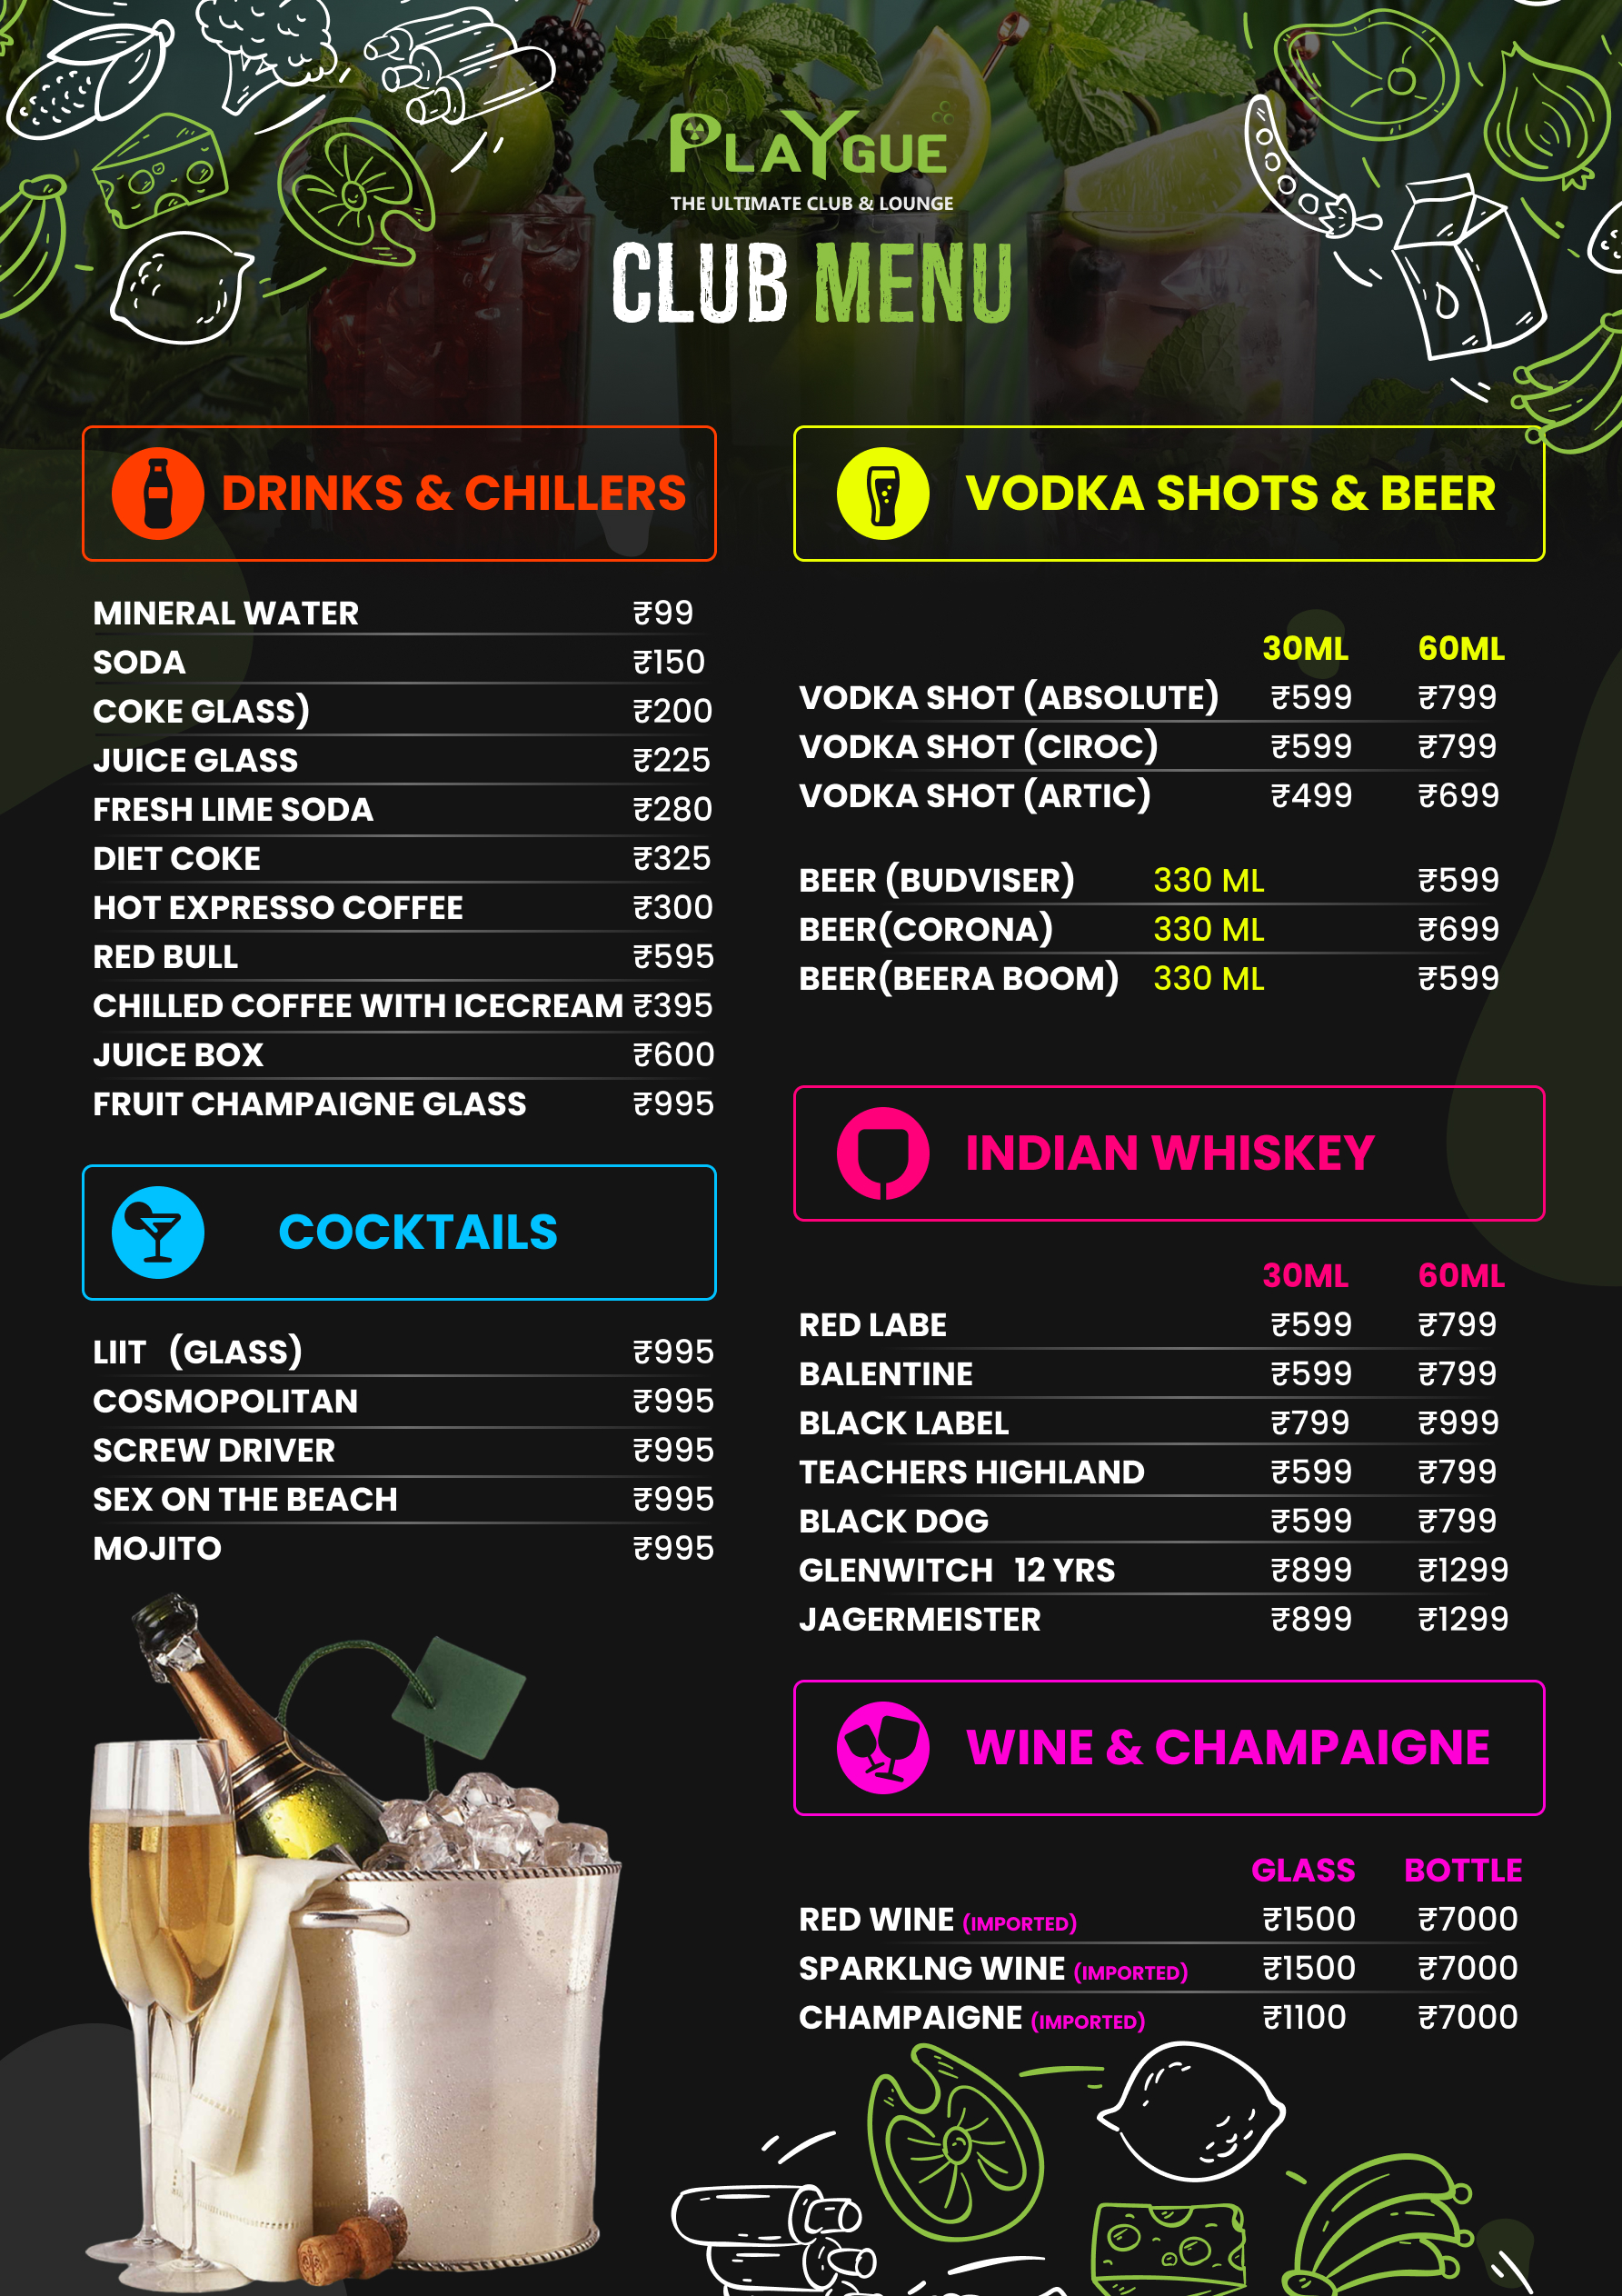 PLAYGUE
THE ULTIMATE CLUB & LOUNGE
CLUB MENU
DRINKS & CHILLERS
MINERAL WATER ₹99
SODA ₹150
COKE GLASS) ₹200
JUICE GLASS ₹225
FRESH LIME SODA ₹280
DIET COKE ₹325
HOT EXPRESSO COFFEE ₹300
RED BULL ₹595
CHILLED COFFEE WITH ICECREAM ₹395
JUICE BOX ₹600
FRUIT CHAMPAIGNE GLASS ₹995
COCKTAILS
LIIT (GLASS) ₹995
COSMOPOLITAN ₹995
SCREW DRIVER ₹995
SEX ON THE BEACH ₹995
MOJITO ₹995
VODKA SHOTS & BEER
30ML 60ML
VODKA SHOT (ABSOLUTE) ₹599 ₹799
VODKA SHOT (CIROC) ₹599 ₹799
VODKA SHOT (ARTIC) ₹499 ₹699
BEER (BUDVISER) 330 ML ₹599
BEER(CORONA) 330 ML ₹699
BEER(BEERA BOOM) 330 ML ₹599
INDIAN WHISKEY
30ML 60ML
RED LABE ₹599 ₹799
BALENTINE ₹599 ₹799
BLACK LABEL ₹799 ₹999
TEACHERS HIGHLAND ₹599 ₹799
BLACK DOG ₹599 ₹799
GLENWITCH 12 YRS ₹899 ₹1299
JAGERMEISTER ₹899 ₹1299
WINE & CHAMPAIGNE
GLASS BOTTLE
RED WINE (IMPORTED) ₹1500 ₹7000
SPARKLNG WINE (IMPORTED) ₹1500 ₹7000
CHAMPAIGNE (IMPORTED) ₹1100 ₹7000